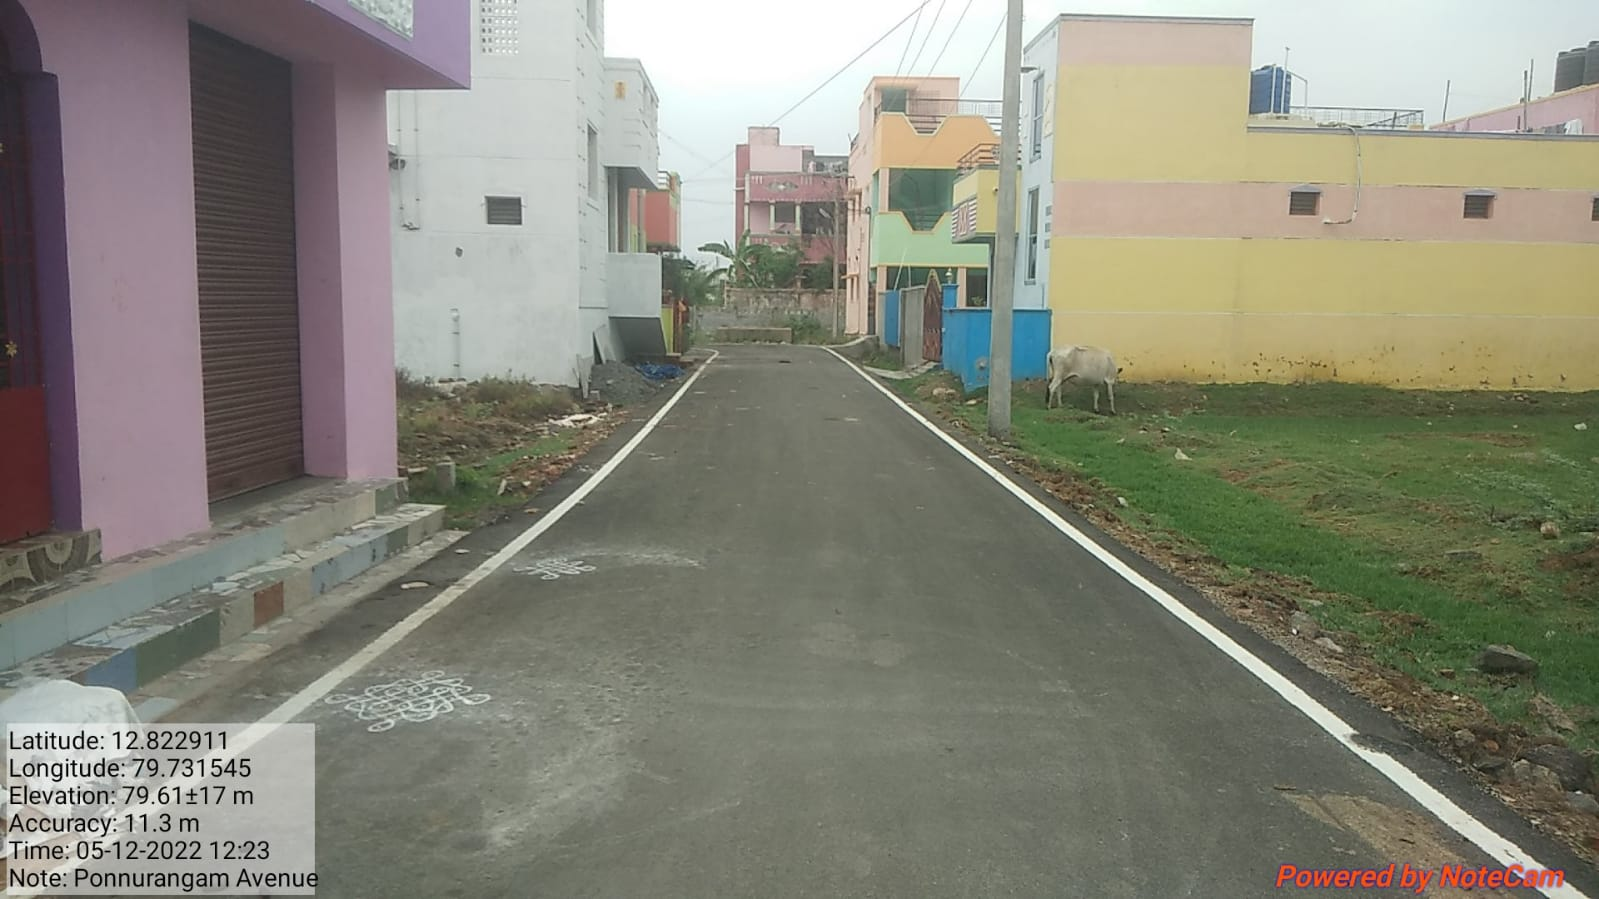 Latitude: 12.822911
Longitude: 79.731545
Elevation: 79.61±17 m
Accuracy: 11.3 m
Time: 05-12-2022 12:23
Note: Ponnurangam Avenue
Powered by NoteCam